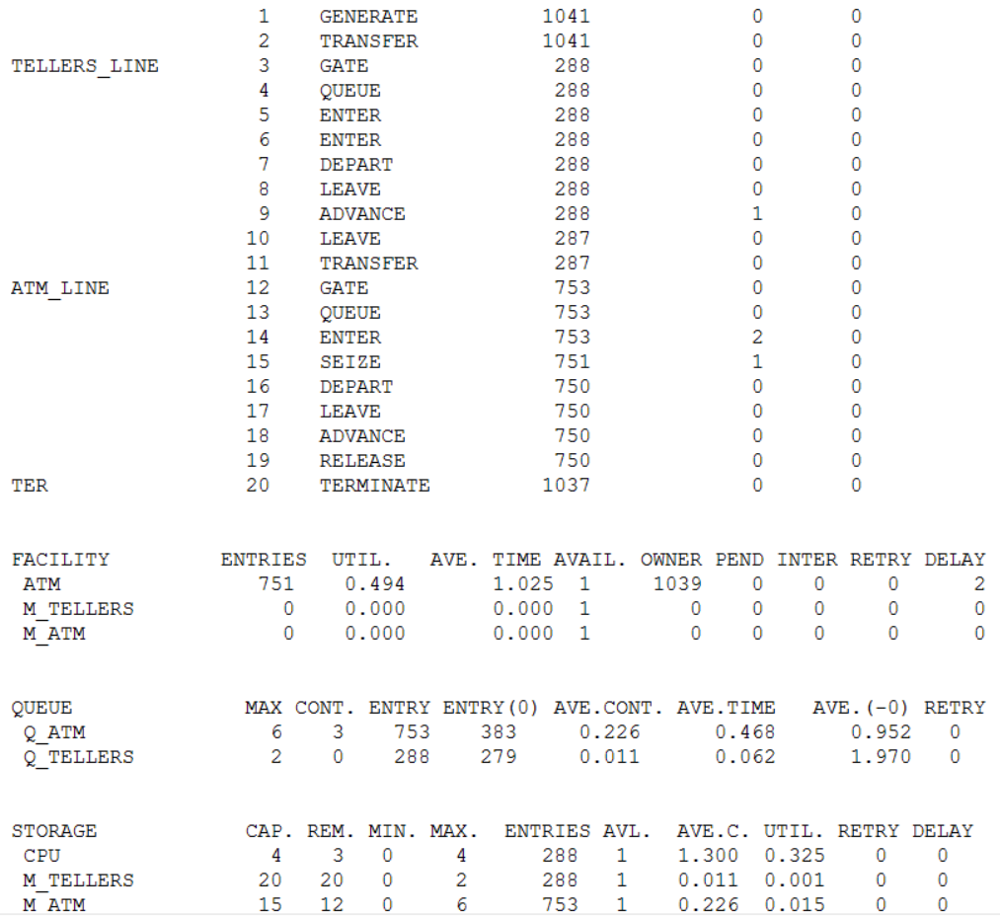 1 GENERATE 1041 0 0
2 TRANSFER 1041 0 0
TELLERS_LINE 3 GATE 288 0 0
4 QUEUE 288 0 0
5 ENTER 288 0 0
6 ENTER 288 0 0
7 DEPART 288 0 0
8 LEAVE 288 0 0
9 ADVANCE 288 1 0
10 LEAVE 287 0 0
11 TRANSFER 287 0 0
ATM_LINE 12 GATE 753 0 0
13 QUEUE 753 0 0
14 ENTER 753 2 0
15 SEIZE 751 1 0
16 DEPART 750 0 0
17 LEAVE 750 0 0
18 ADVANCE 750 0 0
19 RELEASE 750 0 0
TER 20 TERMINATE 1037 0 0
FACILITY ENTRIES UTIL. AVE. TIME AVAIL. OWNER PEND INTER RETRY DELAY
ATM 751 0.494 1.025 1 1039 0 0 0 2
M_TELLERS 0 0.000 0.000 1 0 0 0 0 0
M_ATM 0 0.000 0.000 1 0 0 0 0 0
QUEUE MAX CONT. ENTRY ENTRY(0) AVE.CONT. AVE.TIME AVE.(-0) RETRY
Q_ATM 6 3 753 383 0.226 0.468 0.952 0
Q_TELLERS 2 0 288 279 0.011 0.062 1.970 0
STORAGE CAP. REM. MIN. MAX. ENTRIES AVL. AVE.C. UTIL. RETRY DELAY
CPU 4 3 0 4 288 1 1.300 0.325 0 0
M_TELLERS 20 20 0 2 288 1 0.011 0.001 0 0
M_ATM 15 12 0 6 753 1 0.226 0.015 0 0